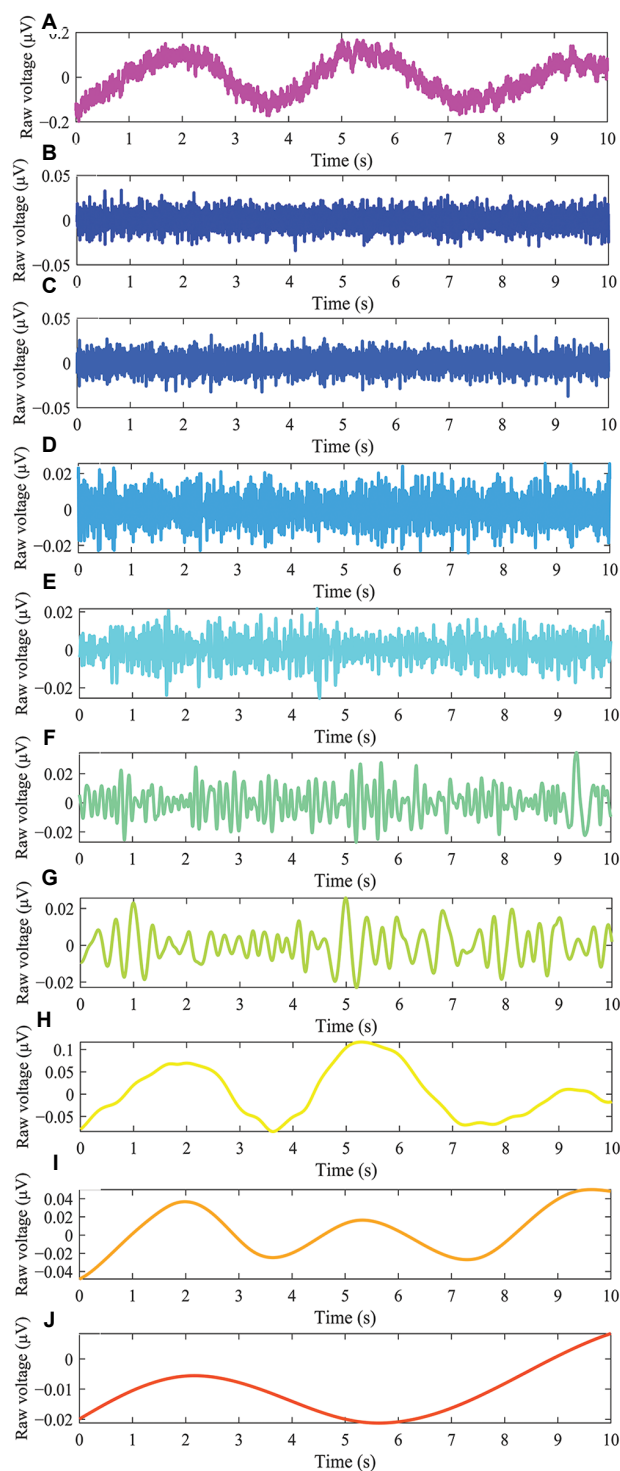 A
0.2
0
−0.2
Raw voltage (µV)
0 1 2 3 4 5 6 7 8 9 10
Time (s)
B
0.05
0
−0.05
Raw voltage (µV)
0 1 2 3 4 5 6 7 8 9 10
Time (s)
C
0.05
0
−0.05
Raw voltage (µV)
0 1 2 3 4 5 6 7 8 9 10
Time (s)
D
0.02
0
−0.02
Raw voltage (µV)
0 1 2 3 4 5 6 7 8 9 10
Time (s)
E
0.02
0
−0.02
Raw voltage (µV)
0 1 2 3 4 5 6 7 8 9 10
Time (s)
F
0.02
0
−0.02
Raw voltage (µV)
0 1 2 3 4 5 6 7 8 9 10
Time (s)
G
0.02
0
−0.02
Raw voltage (µV)
0 1 2 3 4 5 6 7 8 9 10
Time (s)
H
0.1
0.05
0
−0.05
Raw voltage (µV)
0 1 2 3 4 5 6 7 8 9 10
Time (s)
I
0.04
0.02
0
−0.02
−0.04
Raw voltage (µV)
0 1 2 3 4 5 6 7 8 9 10
Time (s)
J
0
−0.01
−0.02
Raw voltage (µV)
0 1 2 3 4 5 6 7 8 9 10
Time (s)